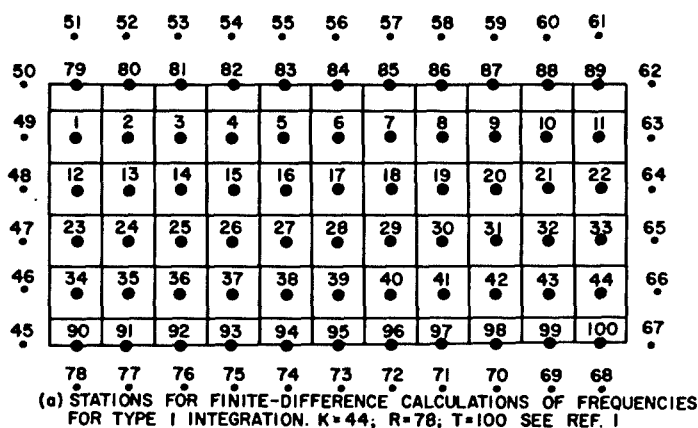 51 52 53 54 55 56 57 58 59 60 61
50 79 80 81 82 83 84 85 86 87 88 89 62
49 1 2 3 4 5 6 7 8 9 10 11 63
48 12 13 14 15 16 17 18 19 20 21 22 64
47 23 24 25 26 27 28 29 30 31 32 33 65
46 34 35 36 37 38 39 40 41 42 43 44 66
45 90 91 92 93 94 95 96 97 98 99 100 67
78 77 76 75 74 73 72 71 70 69 68
(a) STATIONS FOR FINITE-DIFFERENCE CALCULATIONS OF FREQUENCIES
FOR TYPE I INTEGRATION. K=44; R=78; T=100 SEE REF. I